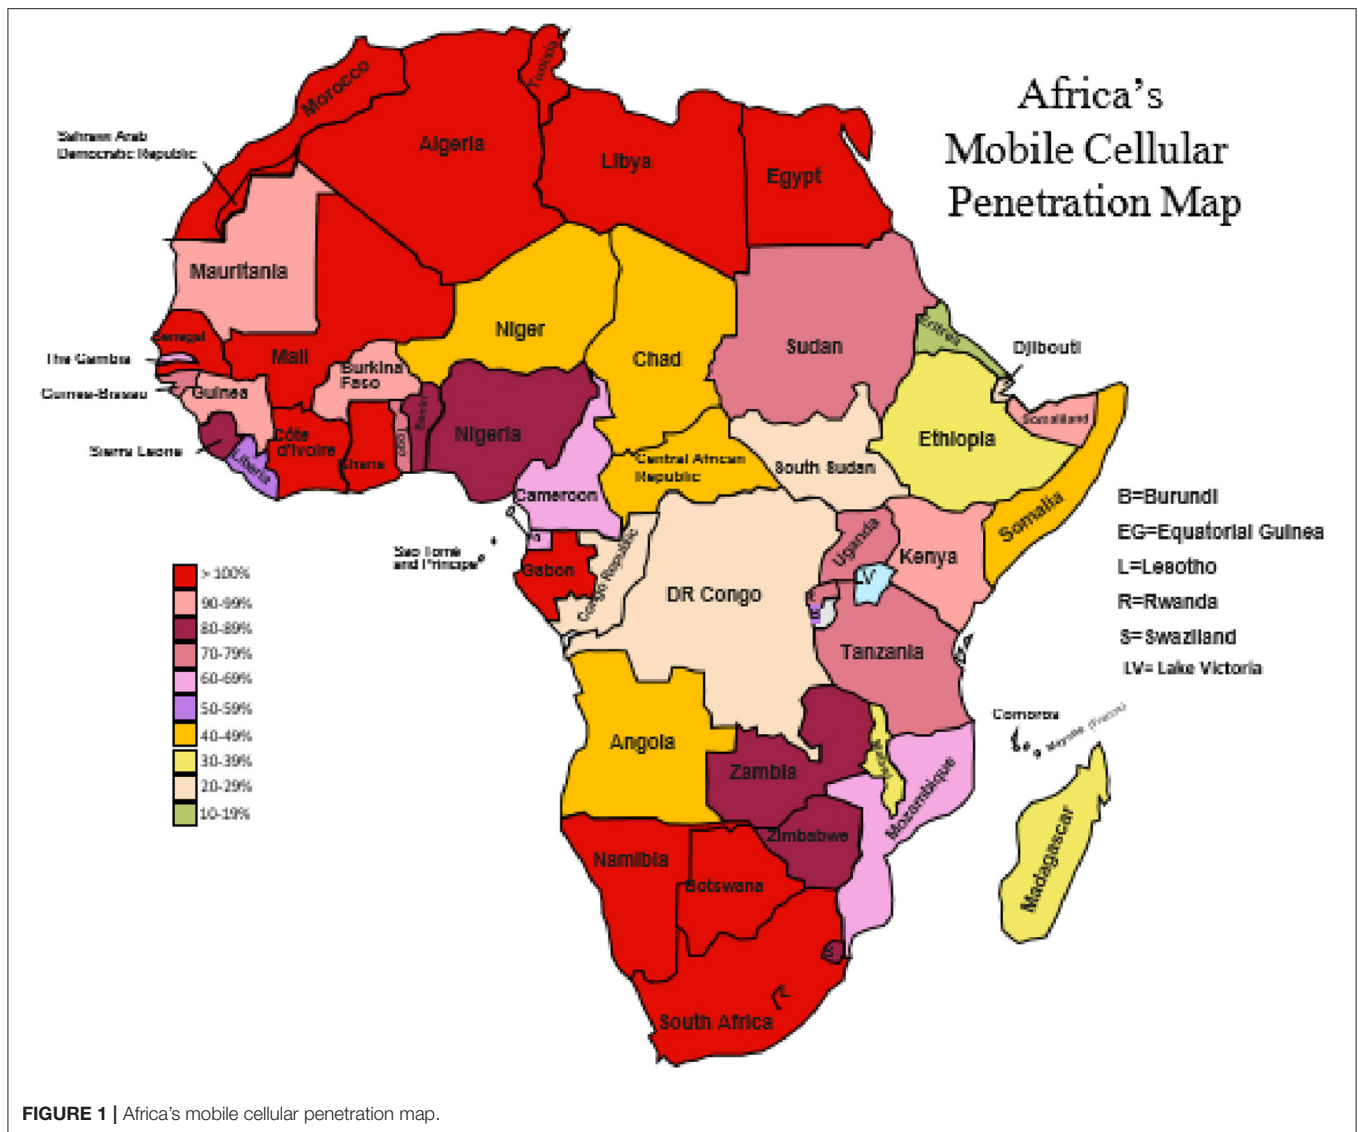 Africa's
Mobile Cellular
Penetration Map
Morocco
Tunisia
Algeria
Libya
Egypt
Democratic Republic
Mauritania
Niger
Chad
Sudan
Eritrea
Djibouti
Senegal
The Gambia
Mali
Burkina
Faso
Guinea-Bissau
Guinea
Sierra Leone
Liberia
Côte
d'Ivoire
Ghana
Togo
Benin
Nigeria
Cameroon
Central African
Republic
South Sudan
Ethiopia
Somaliland
Somalia
Sao Tome
and Principe
Gabon
Congo Republic
DR Congo
Uganda
Kenya
V
Tanzania
B=Burundi
EG=Equatorial Guinea
L=Lesotho
R=Rwanda
S=Swaziland
LV= Lake Victoria
> 100%
90-99%
80-89%
70-79%
60-69%
50-59%
40-49%
30-39%
20-29%
10-19%
Angola
Zambia
Malawi
Mozambique
Comoros
Mayotte (France)
Madagascar
Zimbabwe
Namibia
Botswana
S
South Africa
FIGURE 1 | Africa's mobile cellular penetration map.